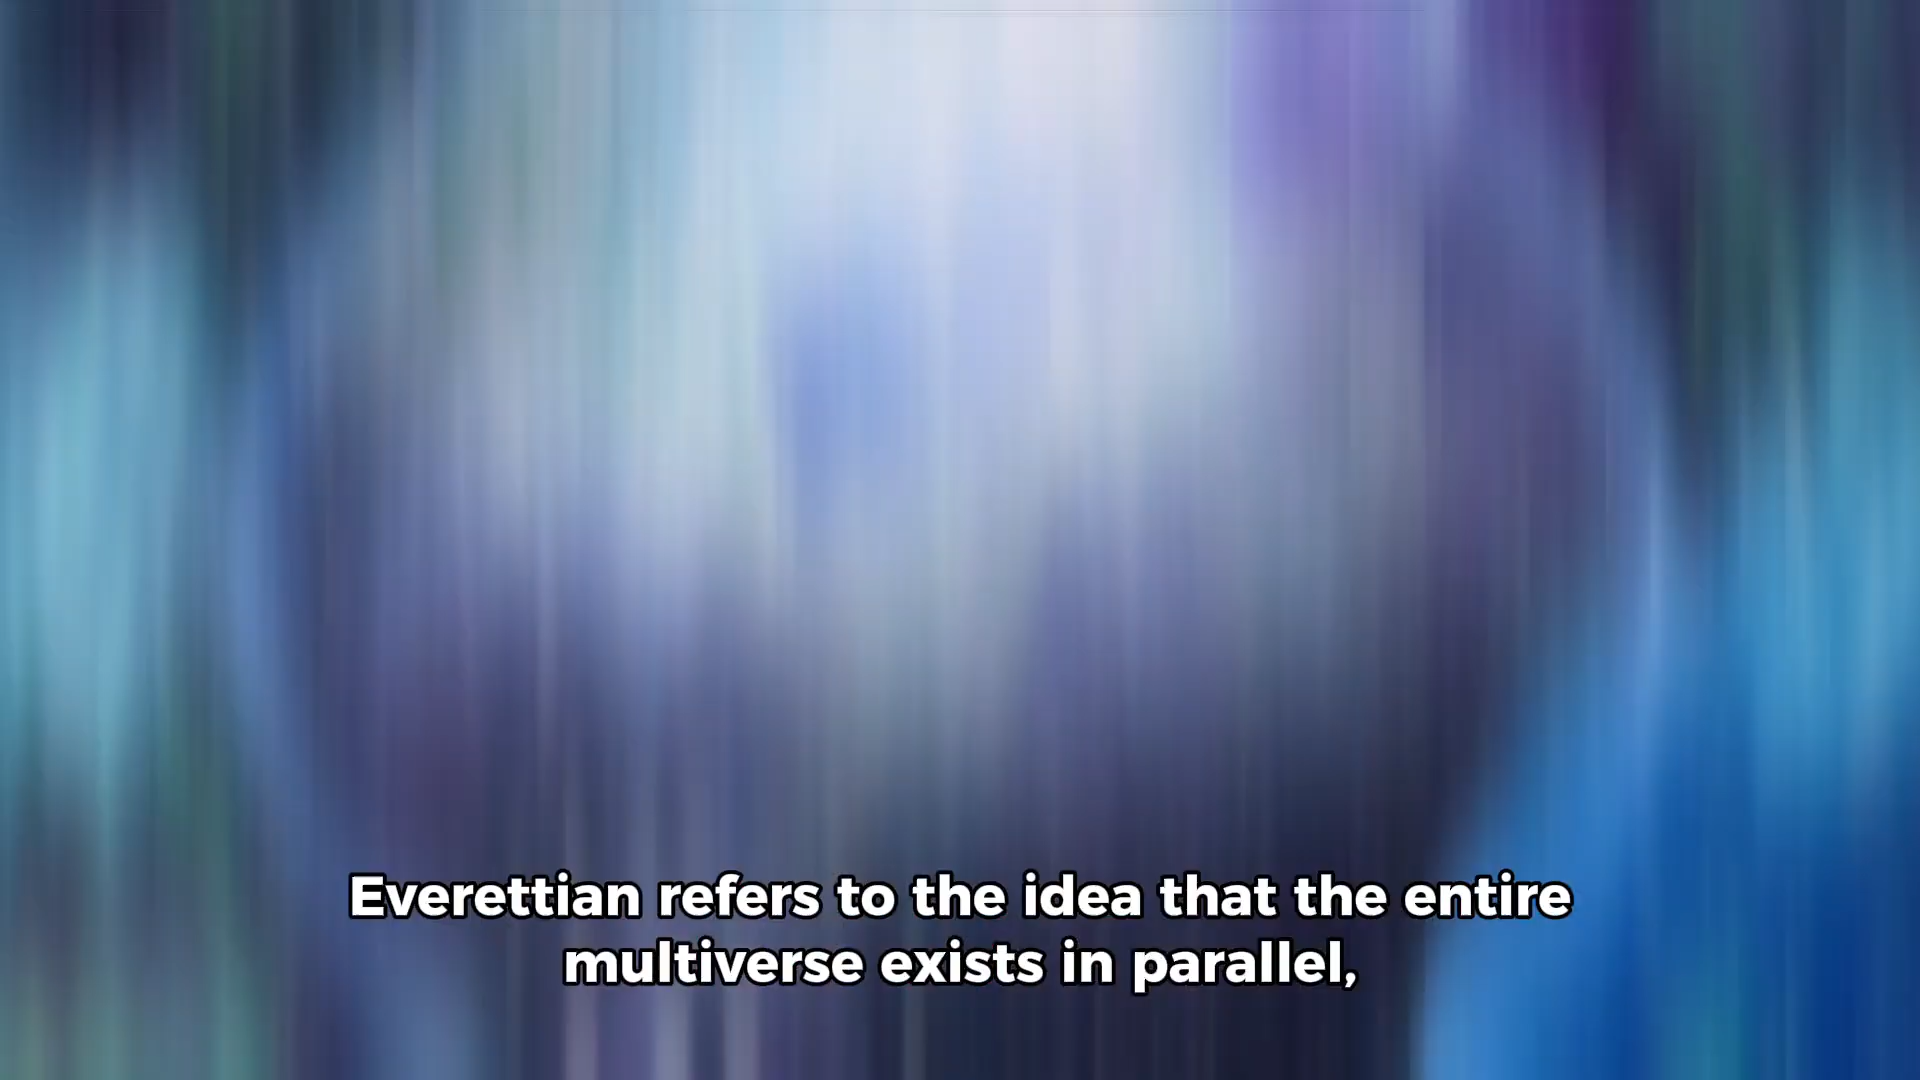 Everettian refers to the idea that the entire
multiverse exists in parallel,